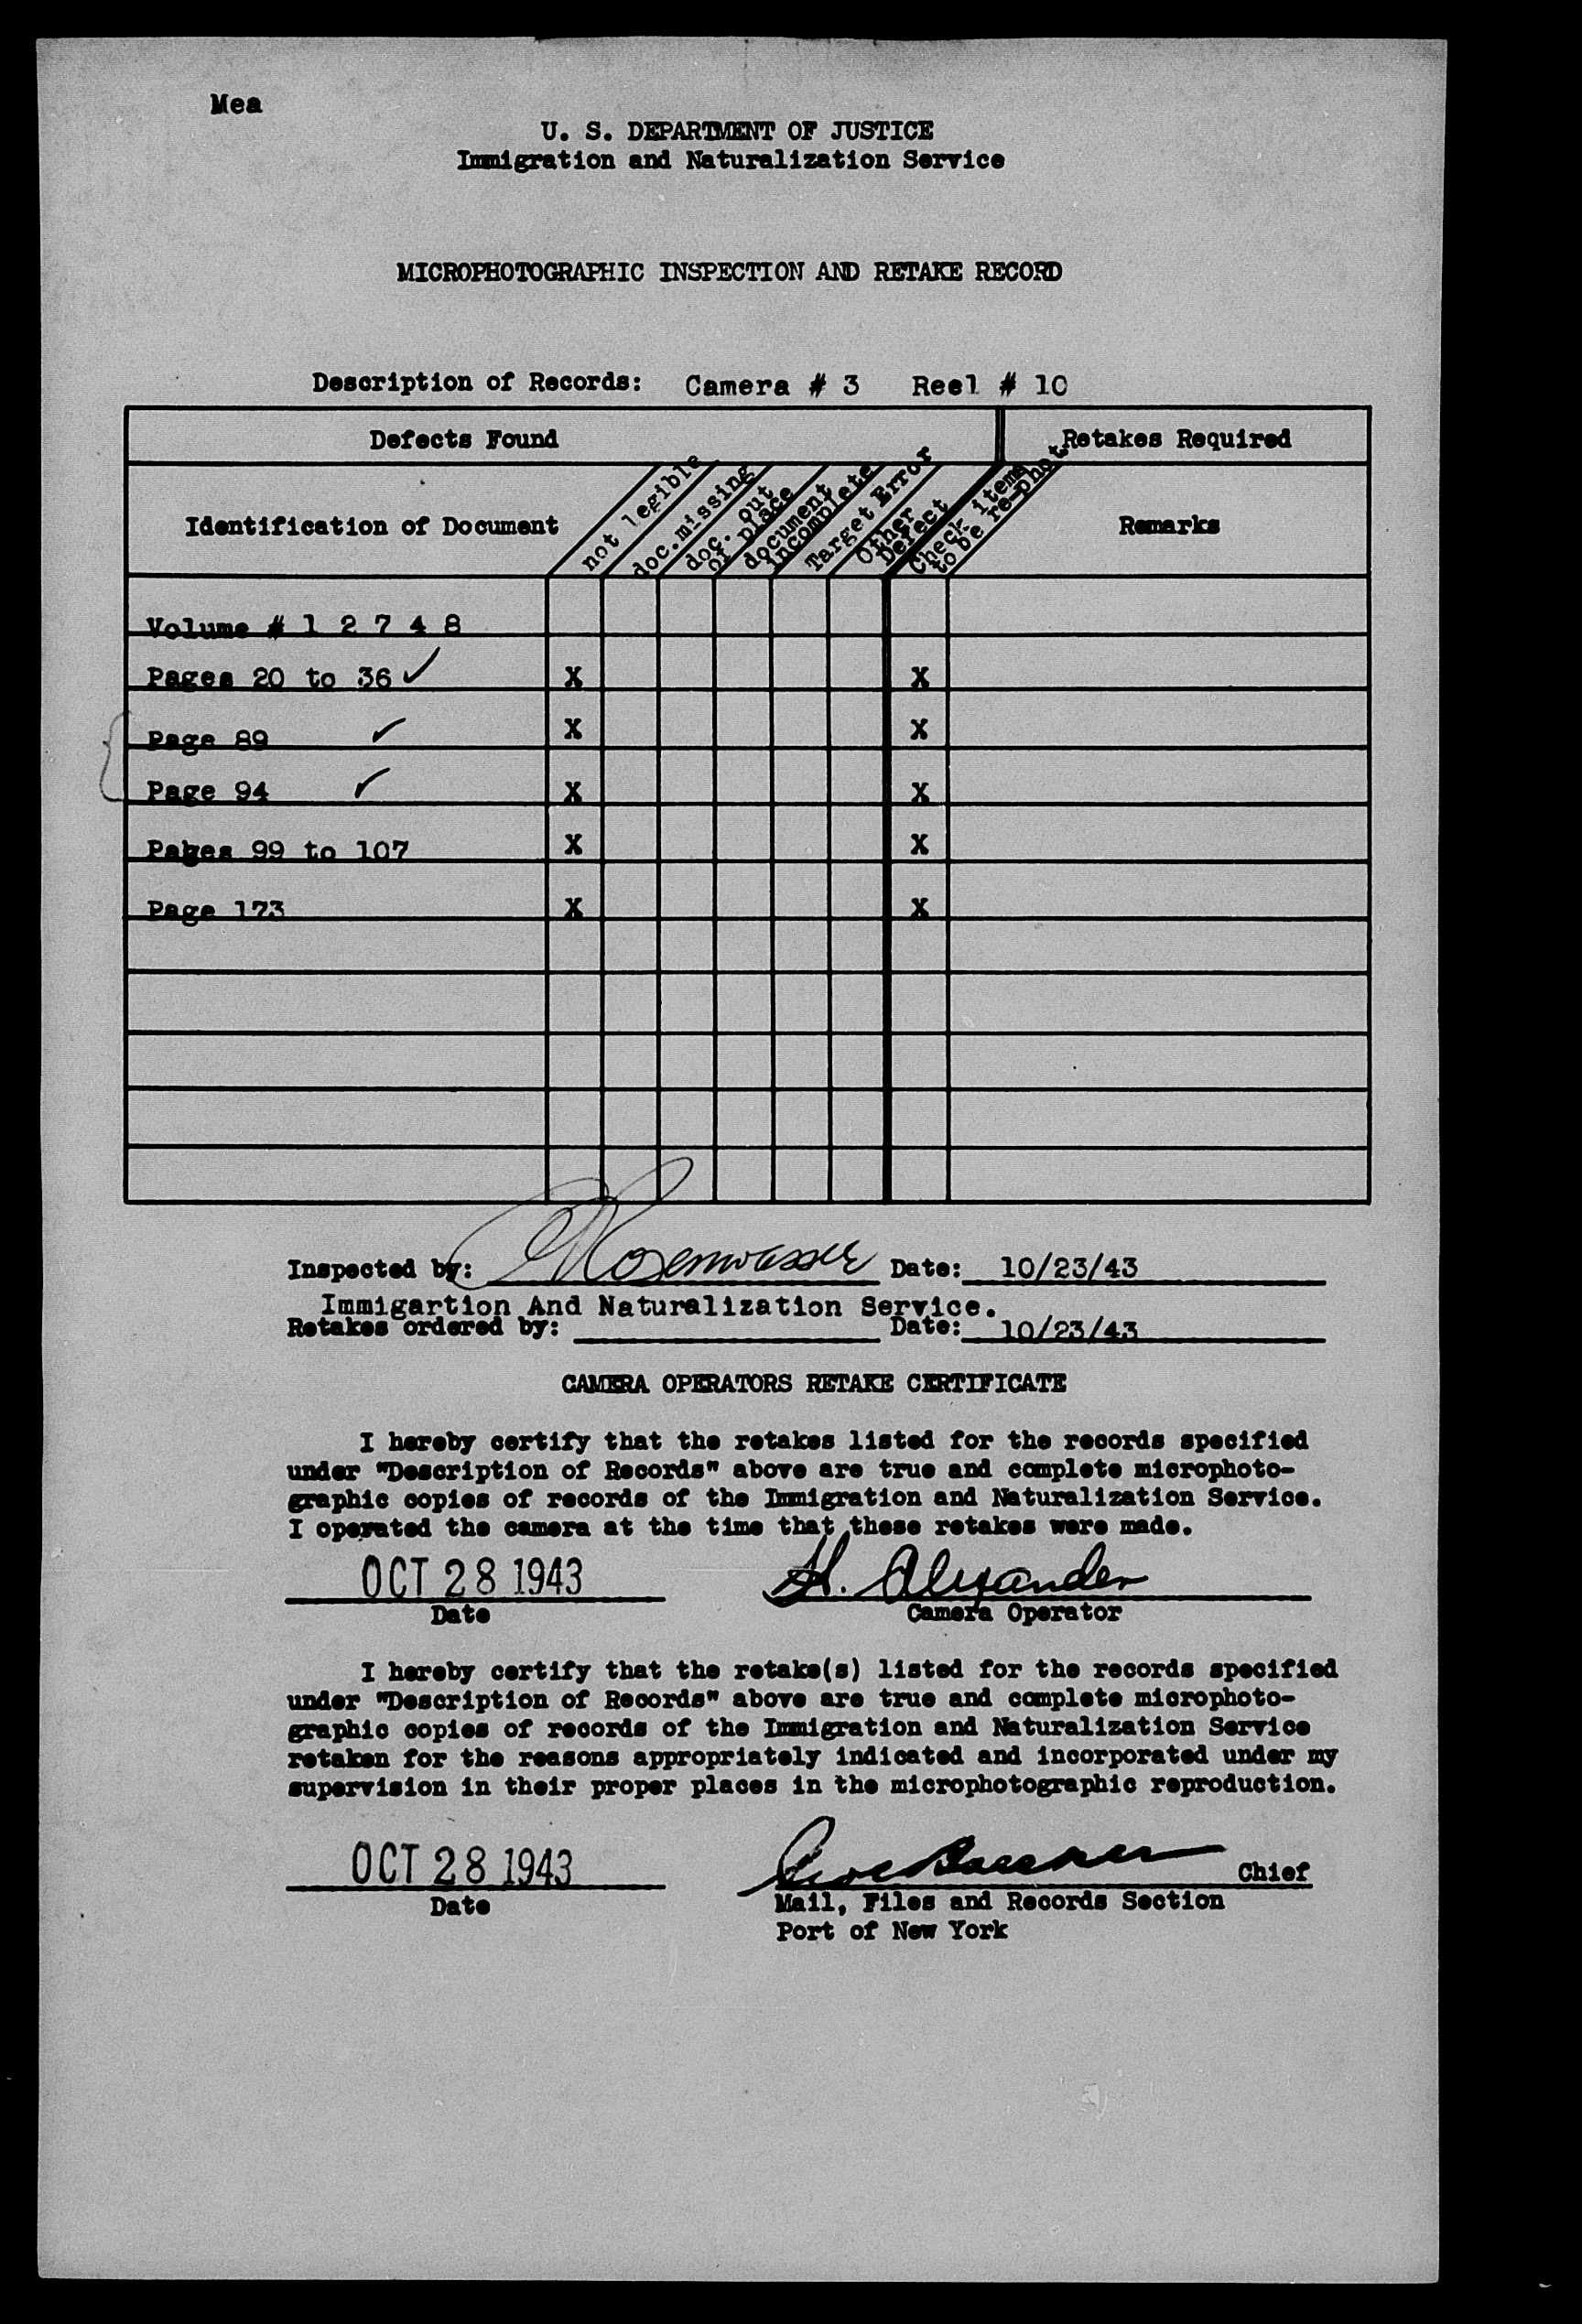 Mea
U. S. DEPARTMENT OF JUSTICE
Immigration and Naturalization Service
MICROPHOTOGRAPHIC INSPECTION AND RETAKE RECORD
Description of Records: Camera # 3 Reel # 10
Defects Found
Retakes Required
Identification of Document
not legible
doc.missing
doc. out
of place
document
incomplete
Target Error
Other
Defect
Check items
to be re-phot
Remarks
Volume # 1 2 7 4 8
Pages 20 to 36 ✓ X X
Page 89 ✓ X X
Page 94 ✓ X X
Pages 99 to 107 X X
Page 173 X X
Inspected by: Rosenwasser Date: 10/23/43
Immigartion And Naturalization Service.
Retakes ordered by: Date: 10/23/43
CAMERA OPERATORS RETAKE CERTIFICATE
I hereby certify that the retakes listed for the records specified
under "Description of Records" above are true and complete microphoto-
graphic copies of records of the Immigration and Naturalization Service.
I operated the camera at the time that these retakes were made.
OCT 28 1943 H. Alexander
Date Camera Operator
I hereby certify that the retake(s) listed for the records specified
under "Description of Records" above are true and complete microphoto-
graphic copies of records of the Immigration and Naturalization Service
retaken for the reasons appropriately indicated and incorporated under my
supervision in their proper places in the microphotographic reproduction.
OCT 28 1943 Chief
Date Mail, Files and Records Section
Port of New York